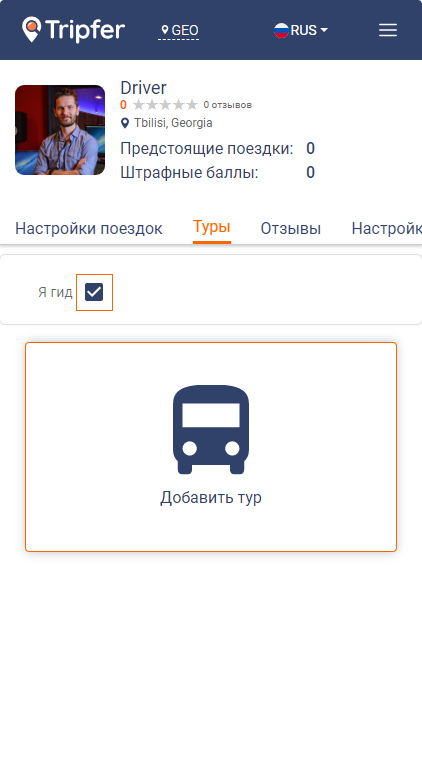 Tripfer
GEO
RUS
Driver
0 0 отзывов
Tbilisi, Georgia
Предстоящие поездки: 0
Штрафные баллы: 0
Настройки поездок Туры Отзывы Настройк
Я гид
Добавить тур